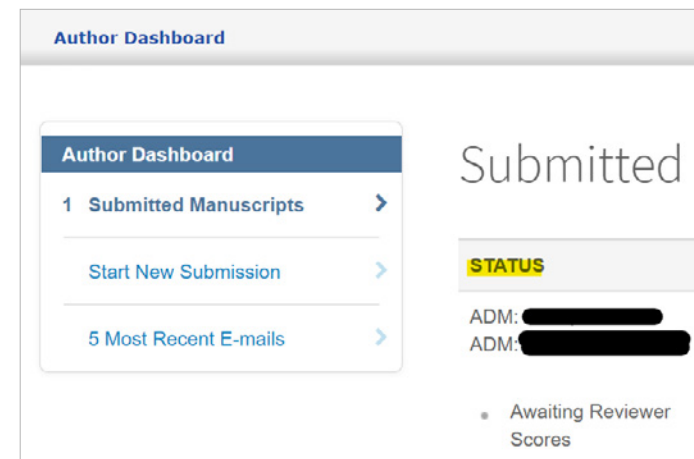 Author Dashboard
Author Dashboard
1 Submitted Manuscripts
Start New Submission
5 Most Recent E-mails
Submitted
STATUS
ADM:
ADM:
Awaiting Reviewer
Scores